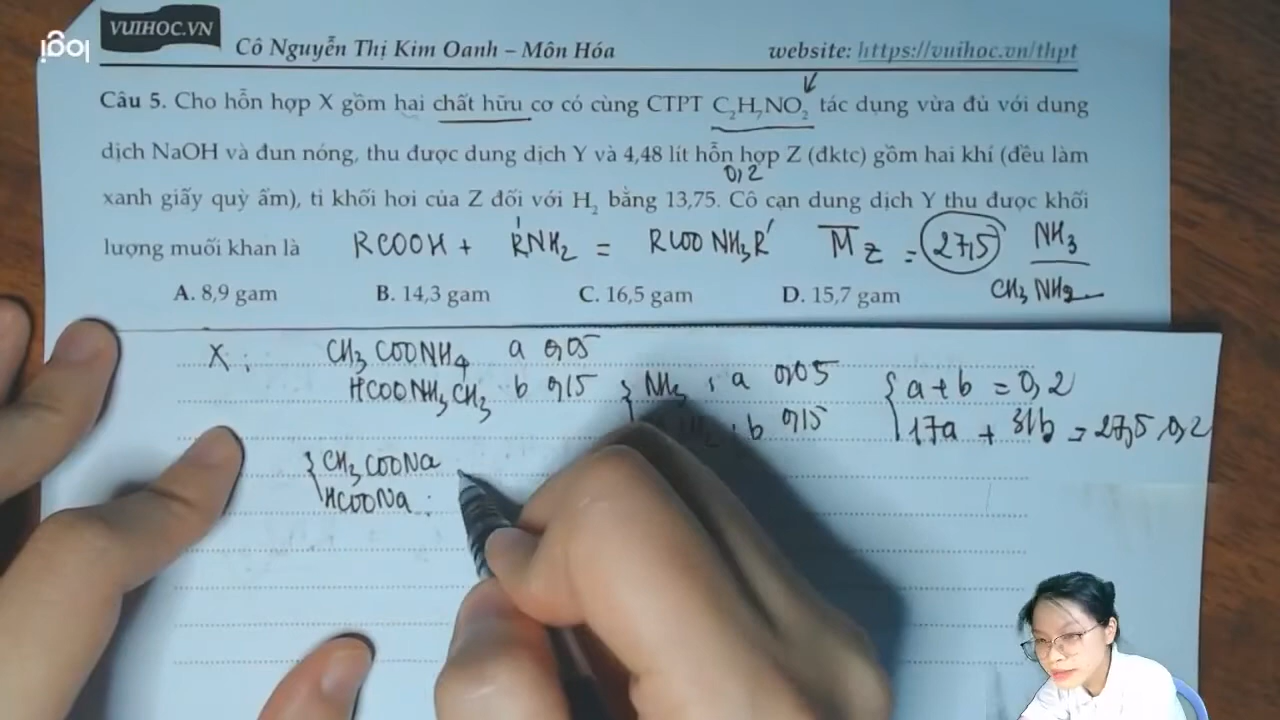 logi
VUIHOC.VN
Cô Nguyễn Thị Kim Oanh – Môn Hóa website: https://vuihoc.vn/thpt
Câu 5. Cho hỗn hợp X gồm hai chất hữu cơ có cùng CTPT C₂H₇NO₂ tác dụng vừa đủ với dung
dịch NaOH và đun nóng, thu được dung dịch Y và 4,48 lít hỗn hợp Z (đktc) gồm hai khí (đều làm
0,2
xanh giấy quỳ ẩm), tỉ khối hơi của Z đối với H₂ bằng 13,75. Cô cạn dung dịch Y thu được khối
lượng muối khan là RCOOH + R'NH₂ = RCOONH₃R' M̅ Z = 27,5 NH₃
CH₃NH₂
A. 8,9 gam B. 14,3 gam C. 16,5 gam D. 15,7 gam
X: CH₃COONH₄ a 0,05
HCOONH₃CH₃ b 0,15 { NH₃ : a 0,05 { a + b = 0,2
: b 0,15 17a + 31b = 27,5.0,2
{ CH₃COONa
HCOONa :